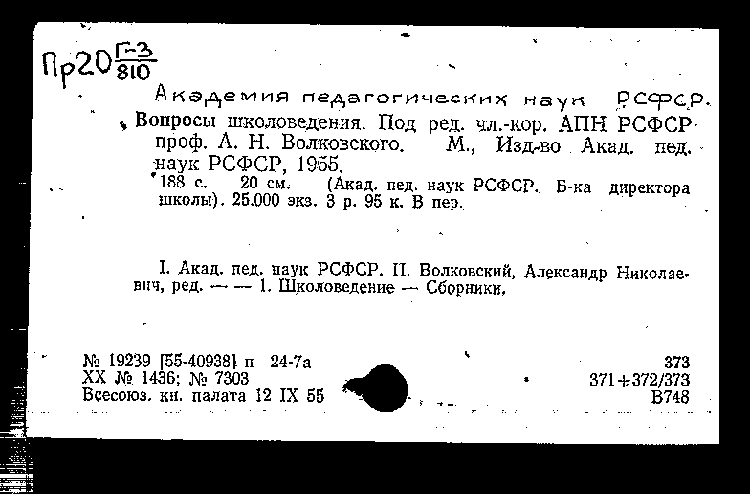 Пр20 Г-3/810
Академия педагогических наук РСФСР.
Вопросы школоведения. Под ред. чл.-кор. АПН РСФСР
проф. А. Н. Волковского. М., Изд-во Акад. пед.
наук РСФСР, 1955.
188 с. 20 см. (Акад. пед. наук РСФСР. Б-ка директора
школы). 25.000 экз. 3 р. 95 к. В пер.
I. Акад. пед. наук РСФСР. II. Волковский, Александр Николае-
вич, ред. — — 1. Школоведение — Сборники.
№ 19239 [55-40938] п 24-7а 373
XX № 1436; № 7303 371+372/373
Всесоюз. кн. палата 12 IX 55 В748